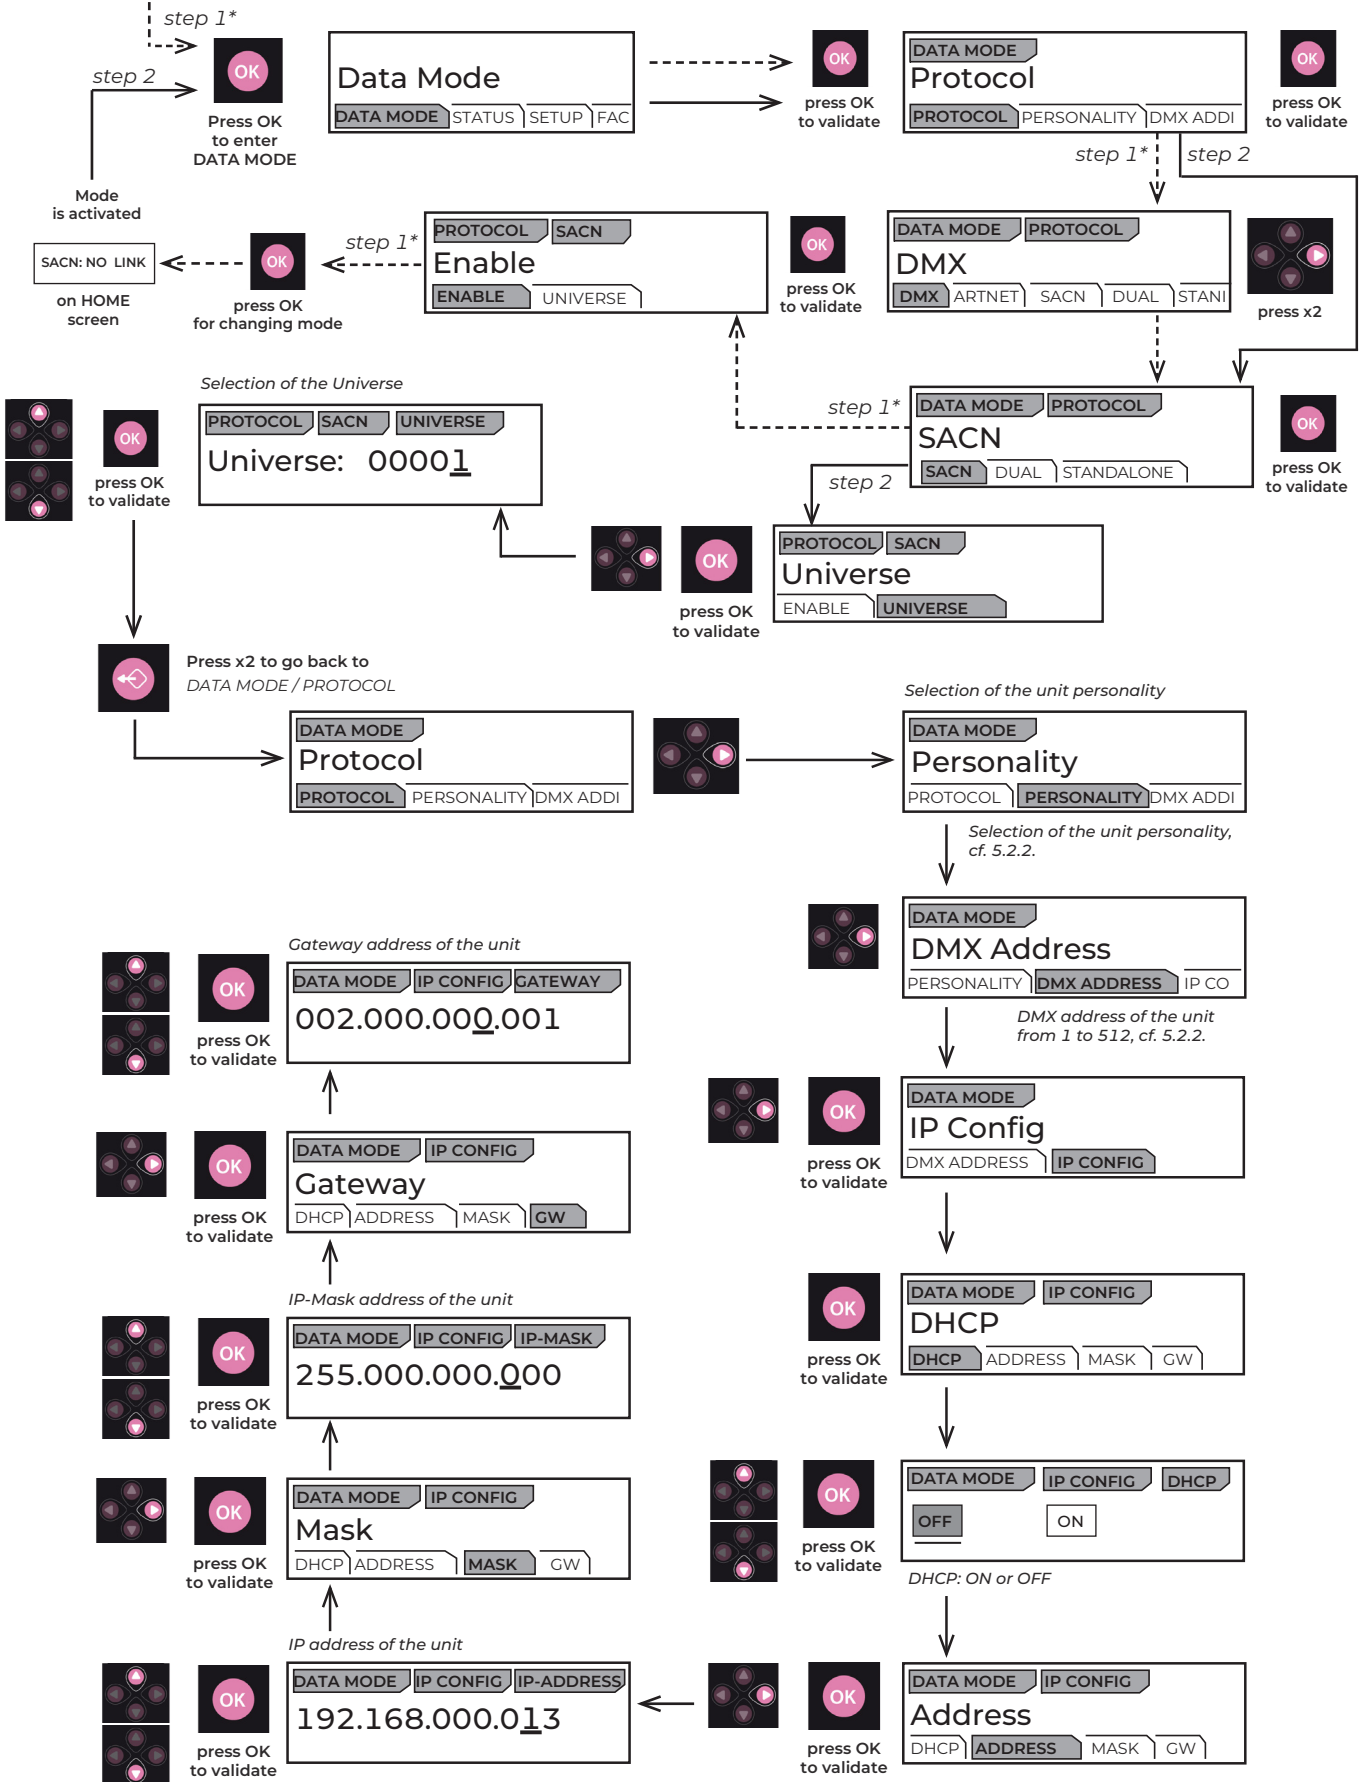 step 1*
OK
step 2
Press OK
to enter
DATA MODE
Data Mode
DATA MODE STATUS SETUP FAC
OK
press OK
to validate
DATA MODE
Protocol
PROTOCOL PERSONALITY DMX ADDI
OK
press OK
to validate
step 1* step 2
Mode
is activated
SACN: NO LINK
on HOME
screen
OK
press OK
for changing mode
step 1*
PROTOCOL SACN
Enable
ENABLE UNIVERSE
OK
press OK
to validate
DATA MODE PROTOCOL
DMX
DMX ARTNET SACN DUAL STANI
press x2
Selection of the Universe
PROTOCOL SACN UNIVERSE
Universe: 00001
OK
press OK
to validate
step 1*
DATA MODE PROTOCOL
SACN
SACN DUAL STANDALONE
OK
press OK
to validate
step 2
OK
press OK
to validate
PROTOCOL SACN
Universe
ENABLE UNIVERSE
Press x2 to go back to
DATA MODE / PROTOCOL
DATA MODE
Protocol
PROTOCOL PERSONALITY DMX ADDI
Selection of the unit personality
DATA MODE
Personality
PROTOCOL PERSONALITY DMX ADDI
Selection of the unit personality,
cf. 5.2.2.
DATA MODE
DMX Address
PERSONALITY DMX ADDRESS IP CO
DMX address of the unit
from 1 to 512, cf. 5.2.2.
OK
press OK
to validate
DATA MODE
IP Config
DMX ADDRESS IP CONFIG
OK
press OK
to validate
DATA MODE IP CONFIG
DHCP
DHCP ADDRESS MASK GW
OK
press OK
to validate
DATA MODE IP CONFIG DHCP
OFF ON
DHCP: ON or OFF
OK
press OK
to validate
DATA MODE IP CONFIG
Address
DHCP ADDRESS MASK GW
IP address of the unit
OK
press OK
to validate
DATA MODE IP CONFIG IP-ADDRESS
192.168.000.013
OK
press OK
to validate
DATA MODE IP CONFIG
Mask
DHCP ADDRESS MASK GW
IP-Mask address of the unit
OK
press OK
to validate
DATA MODE IP CONFIG IP-MASK
255.000.000.000
OK
press OK
to validate
DATA MODE IP CONFIG
Gateway
DHCP ADDRESS MASK GW
Gateway address of the unit
OK
press OK
to validate
DATA MODE IP CONFIG GATEWAY
002.000.000.001